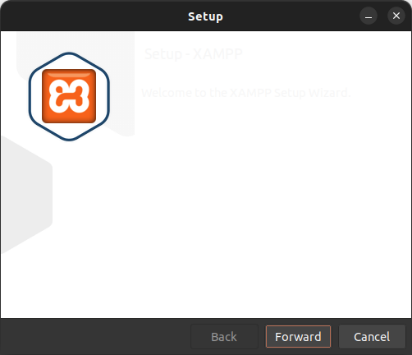 Setup
Setup - XAMPP
Welcome to the XAMPP Setup Wizard.
Back
Forward
Cancel